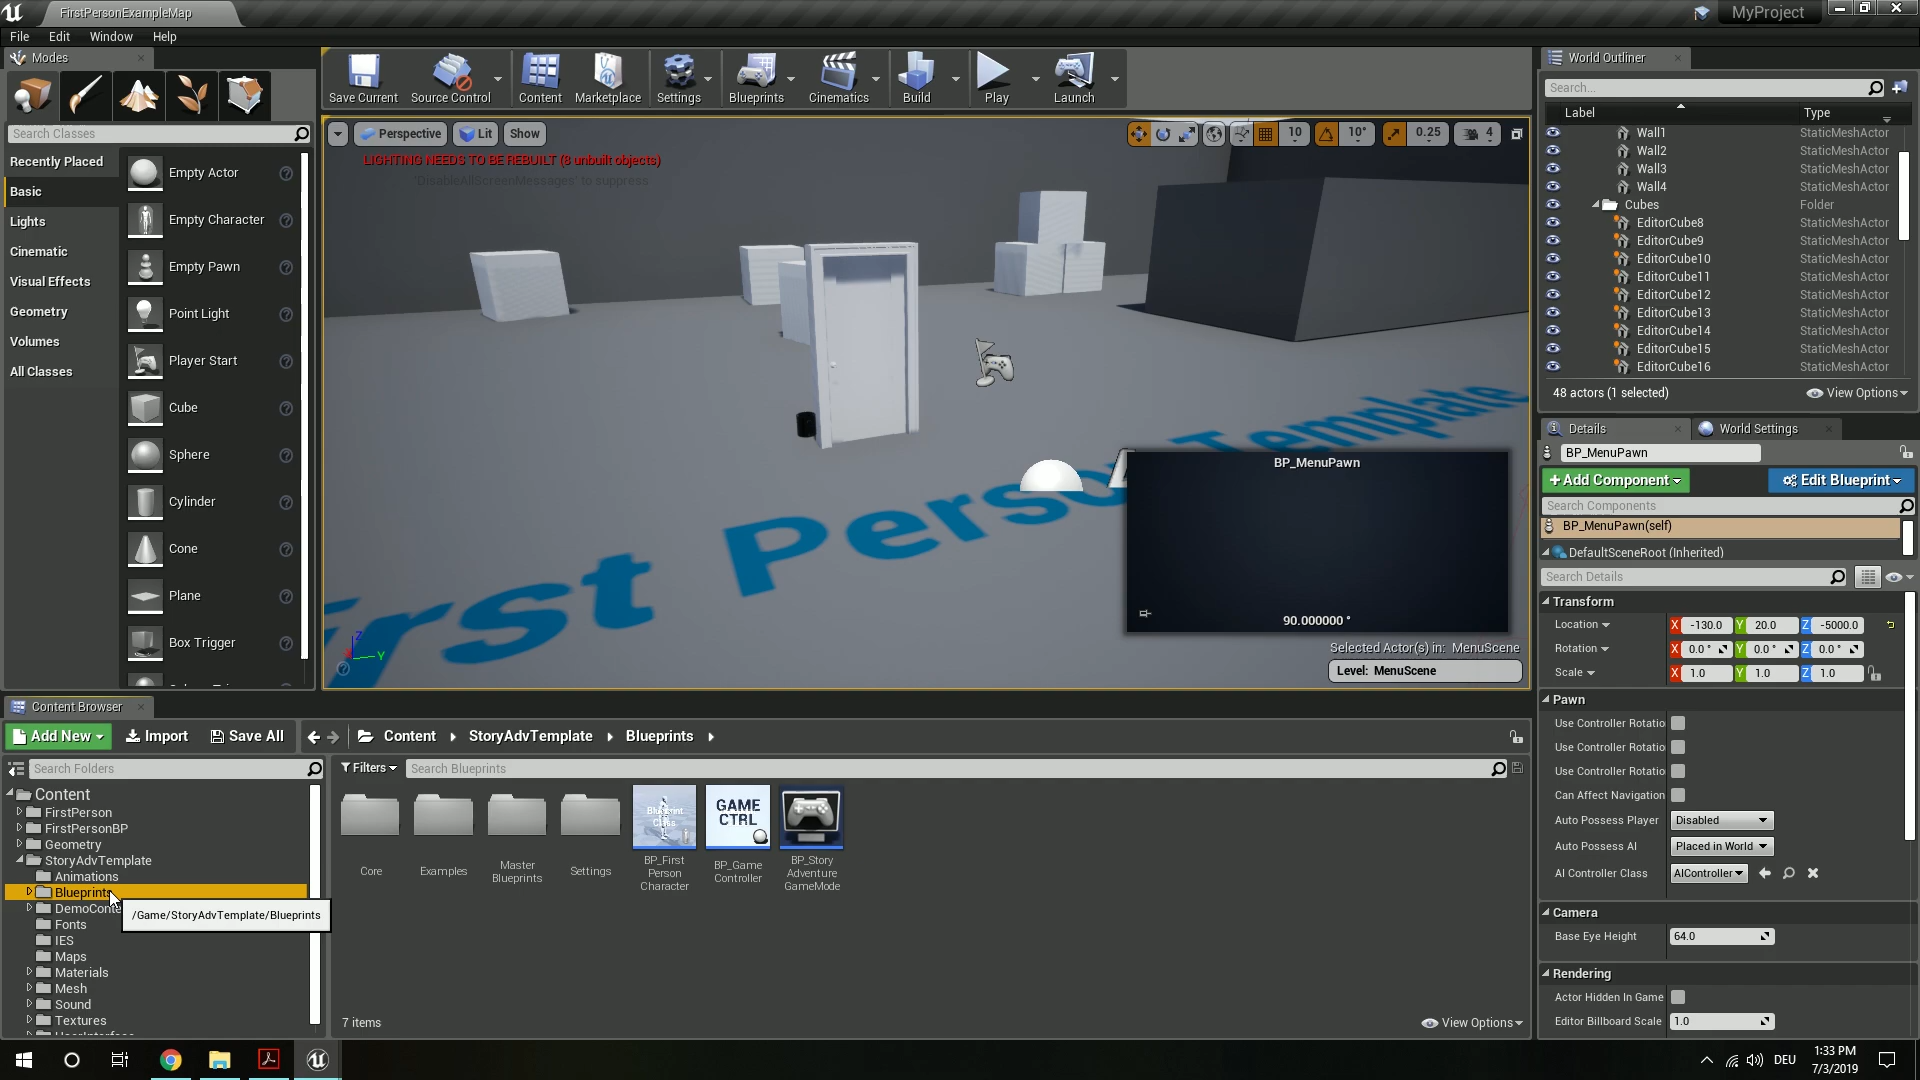 FirstPersonExampleMap
MyProject
File Edit Window Help
Modes
Search Classes
Recently Placed
Basic
Lights
Cinematic
Visual Effects
Geometry
Volumes
All Classes
Empty Actor
Empty Character
Empty Pawn
Point Light
Player Start
Cube
Sphere
Cylinder
Cone
Plane
Box Trigger
Save Current
Source Control
Content
Marketplace
Settings
Blueprints
Cinematics
Build
Play
Launch
Perspective
Lit
Show
10
10°
0.25
4
LIGHTING NEEDS TO BE REBUILT (8 unbuilt objects)
'DisableAllScreenMessages' to suppress
First Person Template
BP_MenuPawn
90.000000 °
Selected Actor(s) in: MenuScene
Level: MenuScene
Z
Y
World Outliner
Search...
Label Type
Wall1 StaticMeshActor
Wall2 StaticMeshActor
Wall3 StaticMeshActor
Wall4 StaticMeshActor
Cubes Folder
EditorCube8 StaticMeshActor
EditorCube9 StaticMeshActor
EditorCube10 StaticMeshActor
EditorCube11 StaticMeshActor
EditorCube12 StaticMeshActor
EditorCube13 StaticMeshActor
EditorCube14 StaticMeshActor
EditorCube15 StaticMeshActor
EditorCube16 StaticMeshActor
48 actors (1 selected)
View Options
Details
World Settings
BP_MenuPawn
+Add Component
Edit Blueprint
Search Components
BP_MenuPawn(self)
DefaultSceneRoot (Inherited)
Search Details
Transform
Location X -130.0 Y 20.0 Z -5000.0
Rotation X 0.0 ° Y 0.0 ° Z 0.0 °
Scale X 1.0 Y 1.0 Z 1.0
Pawn
Use Controller Rotatio
Use Controller Rotatio
Use Controller Rotatio
Can Affect Navigation
Auto Possess Player Disabled
Auto Possess AI Placed in World
AI Controller Class AIController
Camera
Base Eye Height 64.0
Rendering
Actor Hidden In Game
Editor Billboard Scale 1.0
Content Browser
Add New
Import
Save All
Content
StoryAdvTemplate
Blueprints
Search Folders
Filters
Search Blueprints
Content
FirstPerson
FirstPersonBP
Geometry
StoryAdvTemplate
Animations
Blueprints
DemoConte
Fonts
IES
Maps
Materials
Mesh
Sound
Textures
/Game/StoryAdvTemplate/Blueprints
Core
Examples
Master
Blueprints
Settings
Blueprint
Class
BP_First
Person
Character
GAME
CTRL
BP_Game
Controller
BP_Story
Adventure
GameMode
7 items
View Options
DEU
1:33 PM
7/3/2019